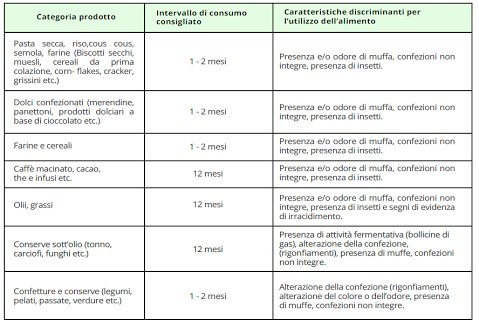 Categoria prodotto
Intervallo di consumo
consigliato
Caratteristiche discriminanti per
l'utilizzo dell'alimento
Pasta secca, riso,cous cous,
semola, farine (Biscotti secchi,
muesli, cereali da prima
colazione, corn- flakes, cracker,
grissini etc.)
1 - 2 mesi
Presenza e/o odore di muffa, confezioni non
integre, presenza di insetti.
Dolci confezionati (merendine,
panettoni, prodotti dolciari a
base di cioccolato etc.)
1 - 2 mesi
Presenza e/o odore di muffa, confezioni non
integre, presenza di insetti.
Farine e cereali
1 - 2 mesi
Presenza e/o odore di muffa, confezioni non
integre, presenza di insetti.
Caffè macinato, cacao,
the e infusi etc.
12 mesi
Presenza e/o odore di muffa, confezioni non
integre, presenza di insetti.
Olii, grassi
12 mesi
Presenza e/o odore di muffa, confezioni non
integre, presenza di insetti e segni di evidenza
di irracidimento.
Conserve sott'olio (tonno,
carciofi, funghi etc.)
12 mesi
Presenza di attività fermentativa (bollicine di
gas), alterazione della confezione,
(rigonfiamenti), presenza di muffe, confezioni
non integre.
Confetture e conserve (legumi,
pelati, passate, verdure etc.)
1 - 2 mesi
Alterazione della confezione (rigonfiamenti),
alterazione del colore o dell'odore, presenza
di muffe, confezioni non integre.